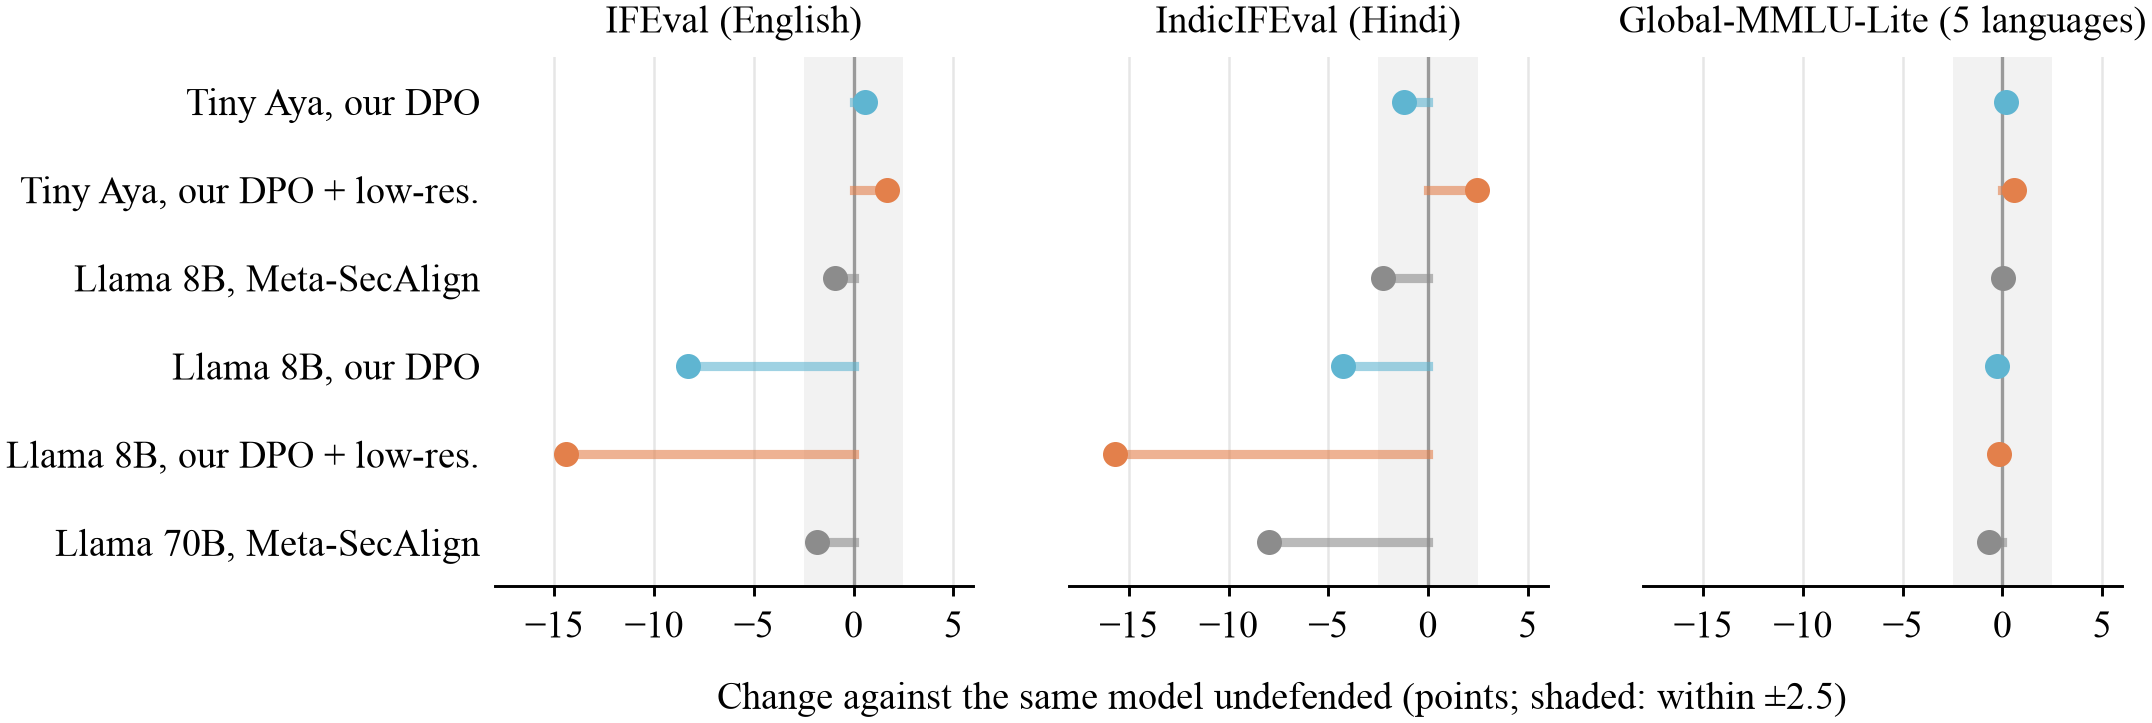 IFEval (English)
IndicIFEval (Hindi)
Global-MMLU-Lite (5 languages)
Tiny Aya, our DPO
Tiny Aya, our DPO + low-res.
Llama 8B, Meta-SecAlign
Llama 8B, our DPO
Llama 8B, our DPO + low-res.
Llama 70B, Meta-SecAlign
−15 −10 −5 0 5
−15 −10 −5 0 5
−15 −10 −5 0 5
Change against the same model undefended (points; shaded: within ±2.5)